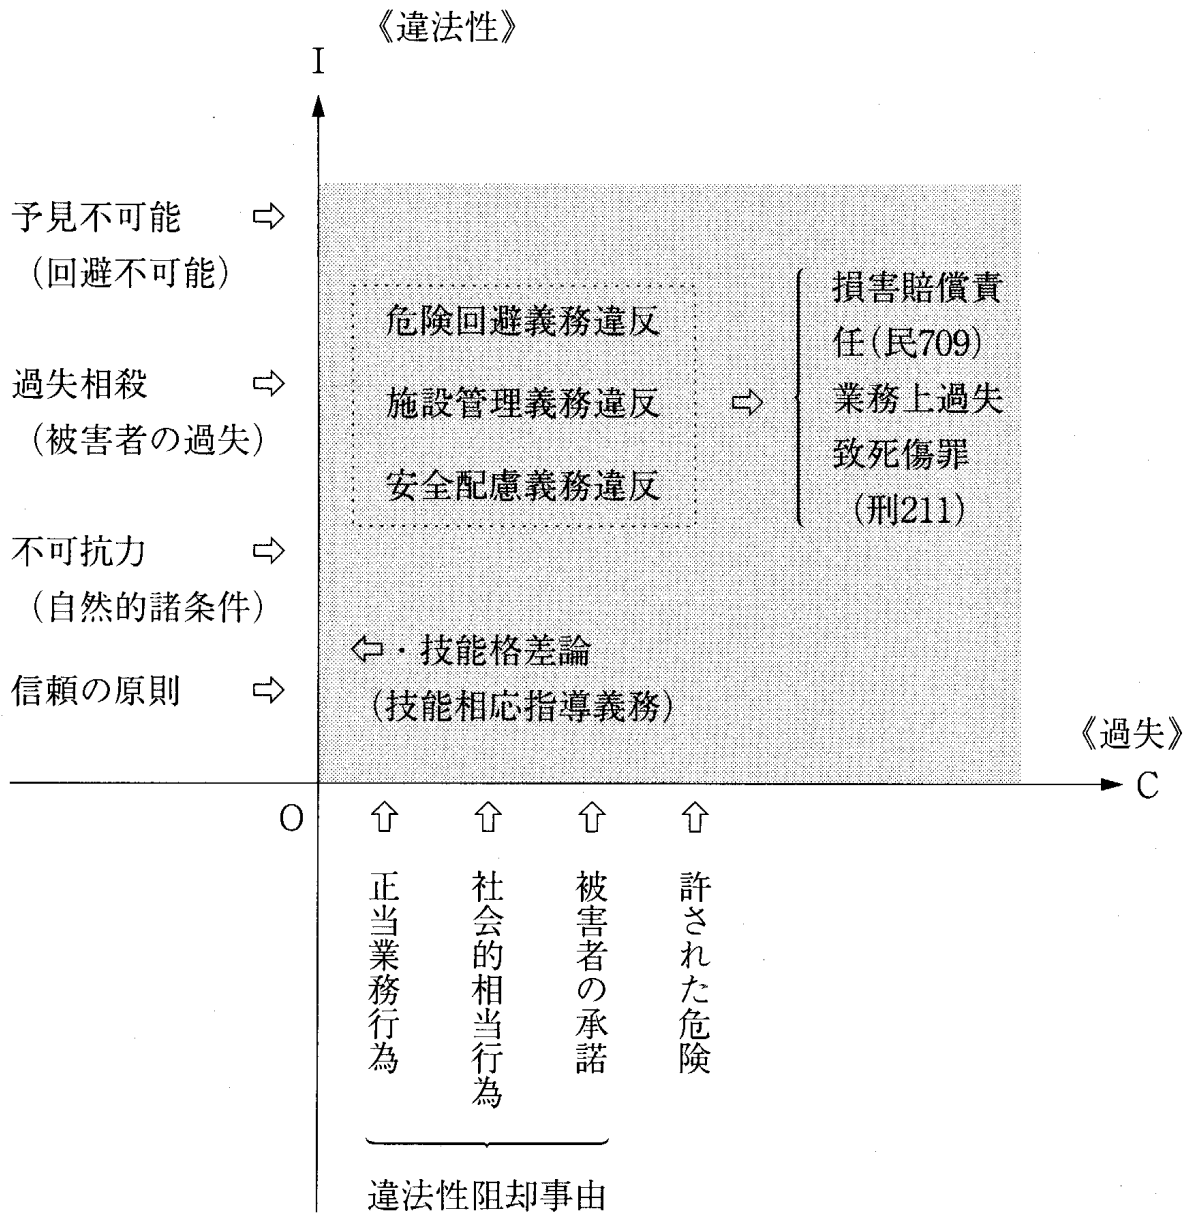 《違法性》
I
予見不可能
(回避不可能)
過失相殺
(被害者の過失)
不可抗力
(自然的諸条件)
信頼の原則
危険回避義務違反
施設管理義務違反
安全配慮義務違反
損害賠償責
任(民709)
業務上過失
致死傷罪
(刑211)
・技能格差論
(技能相応指導義務)
《過失》
C
O
正当業務行為
社会的相当行為
被害者の承諾
許された危険
違法性阻却事由